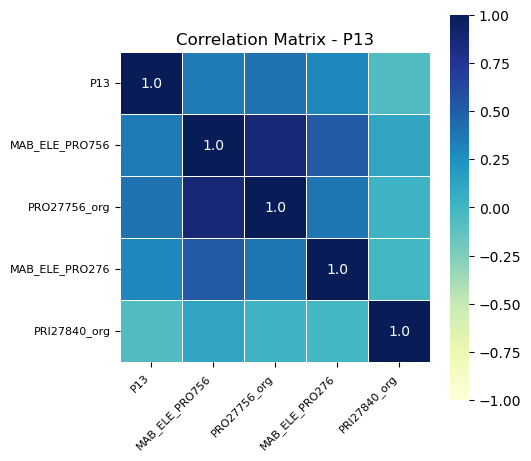 Correlation Matrix - P13
P13
MAB_ELE_PRO756
PRO27756_org
MAB_ELE_PRO276
PRI27840_org
1.0
1.0
1.0
1.0
1.0
P13
MAB_ELE_PRO756
PRO27756_org
MAB_ELE_PRO276
PRI27840_org
1.00
0.75
0.50
0.25
0.00
−0.25
−0.50
−0.75
−1.00